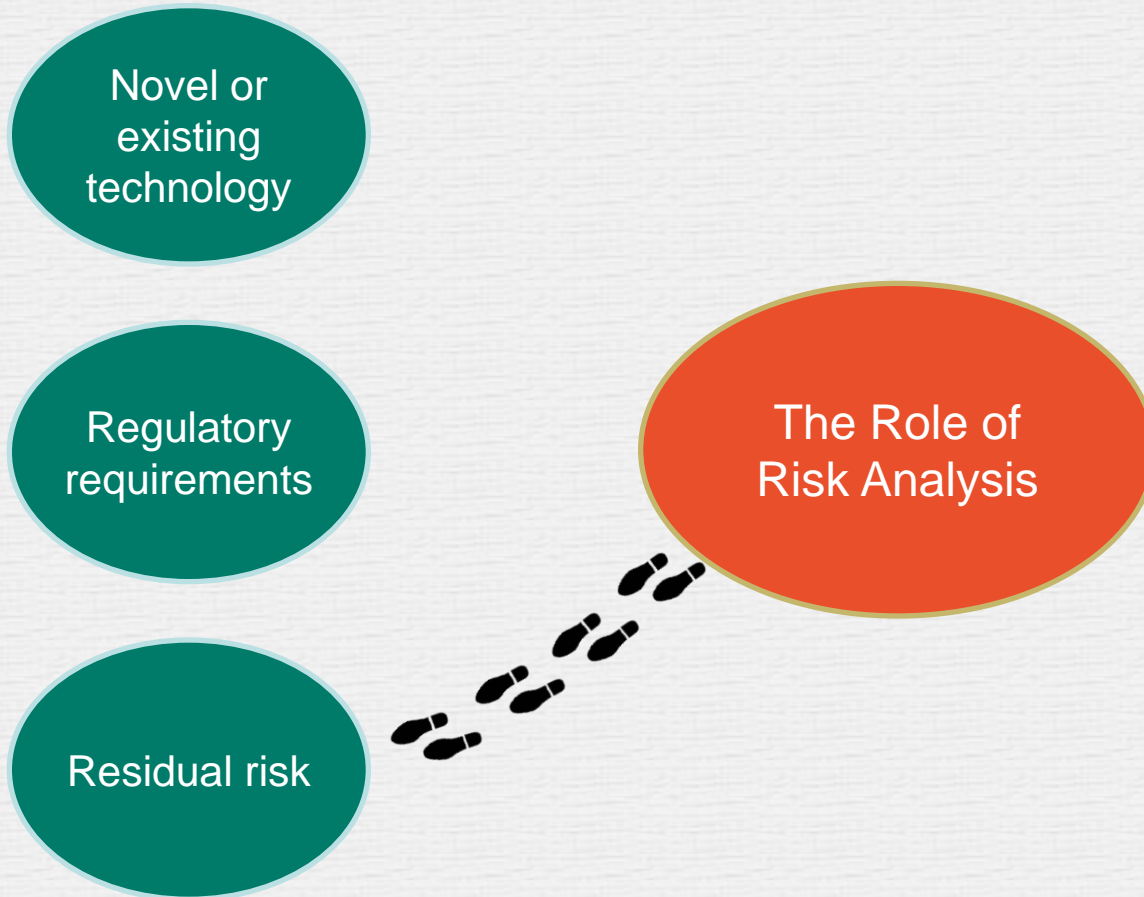 Novel or
existing
technology
Regulatory
requirements
Residual risk
The Role of
Risk Analysis